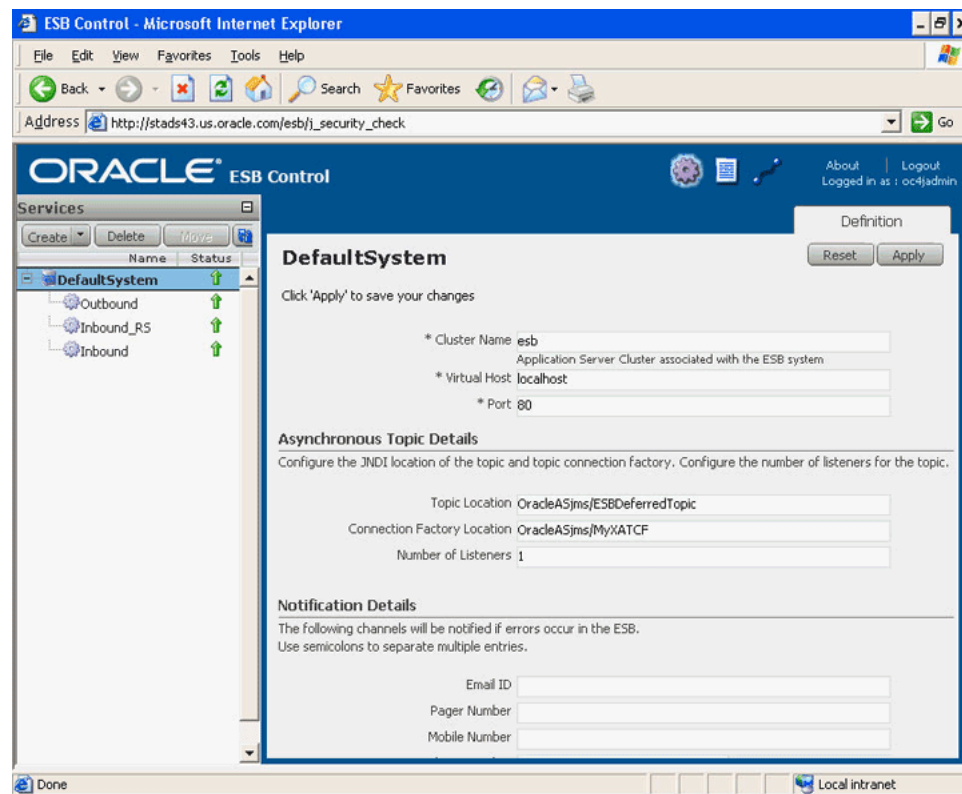 ESB Control - Microsoft Internet Explorer
File Edit View Favorites Tools Help
Back Search Favorites
Address http://stads43.us.oracle.com/esb/j_security_check Go
ORACLE ESB Control
About | Logout
Logged in as : oc4jadmin
Services
Create Delete Move
Name Status
DefaultSystem
Outbound
Inbound_RS
Inbound
Definition
DefaultSystem
Reset Apply
Click 'Apply' to save your changes
* Cluster Name esb
Application Server Cluster associated with the ESB system
* Virtual Host localhost
* Port 80
Asynchronous Topic Details
Configure the JNDI location of the topic and topic connection factory. Configure the number of listeners for the topic.
Topic Location OracleASjms/ESBDeferredTopic
Connection Factory Location OracleASjms/MyXATCF
Number of Listeners 1
Notification Details
The following channels will be notified if errors occur in the ESB.
Use semicolons to separate multiple entries.
Email ID
Pager Number
Mobile Number
Done
Local intranet